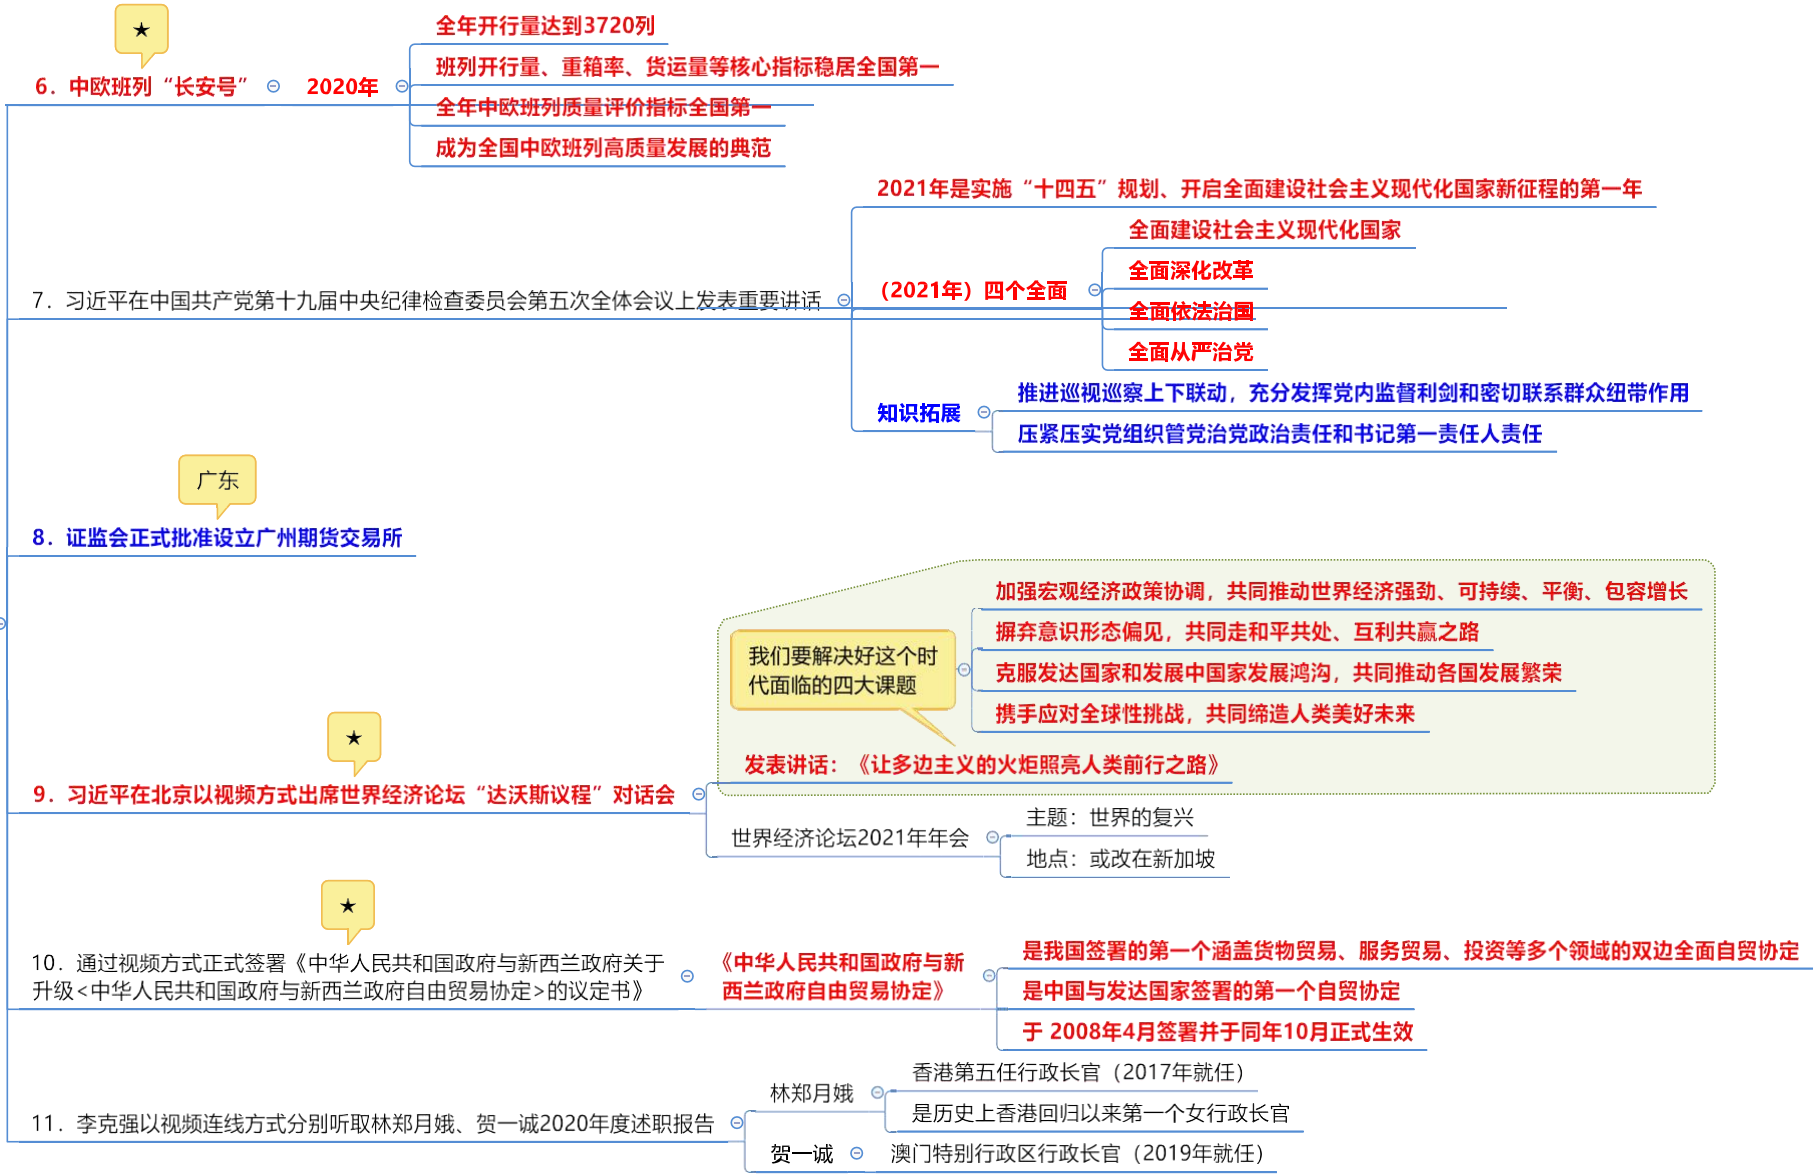 ★
6. 中欧班列“长安号”
2020年
全年开行量达到3720列
班列开行量、重箱率、货运量等核心指标稳居全国第一
全年中欧班列质量评价指标全国第一
成为全国中欧班列高质量发展的典范
7. 习近平在中国共产党第十九届中央纪律检查委员会第五次全体会议上发表重要讲话
2021年是实施“十四五”规划、开启全面建设社会主义现代化国家新征程的第一年
（2021年）四个全面
全面建设社会主义现代化国家
全面深化改革
全面依法治国
全面从严治党
知识拓展
推进巡视巡察上下联动，充分发挥党内监督利剑和密切联系群众纽带作用
压紧压实党组织管党治党政治责任和书记第一责任人责任
广东
8. 证监会正式批准设立广州期货交易所
★
9. 习近平在北京以视频方式出席世界经济论坛“达沃斯议程”对话会
我们要解决好这个时
代面临的四大课题
加强宏观经济政策协调，共同推动世界经济强劲、可持续、平衡、包容增长
摒弃意识形态偏见，共同走和平共处、互利共赢之路
克服发达国家和发展中国家发展鸿沟，共同推动各国发展繁荣
携手应对全球性挑战，共同缔造人类美好未来
发表讲话：《让多边主义的火炬照亮人类前行之路》
世界经济论坛2021年年会
主题：世界的复兴
地点：或改在新加坡
★
10. 通过视频方式正式签署《中华人民共和国政府与新西兰政府关于
升级<中华人民共和国政府与新西兰政府自由贸易协定>的议定书》
《中华人民共和国政府与新
西兰政府自由贸易协定》
是我国签署的第一个涵盖货物贸易、服务贸易、投资等多个领域的双边全面自贸协定
是中国与发达国家签署的第一个自贸协定
于 2008年4月签署并于同年10月正式生效
11. 李克强以视频连线方式分别听取林郑月娥、贺一诚2020年度述职报告
林郑月娥
香港第五任行政长官（2017年就任）
是历史上香港回归以来第一个女行政长官
贺一诚
澳门特别行政区行政长官（2019年就任）